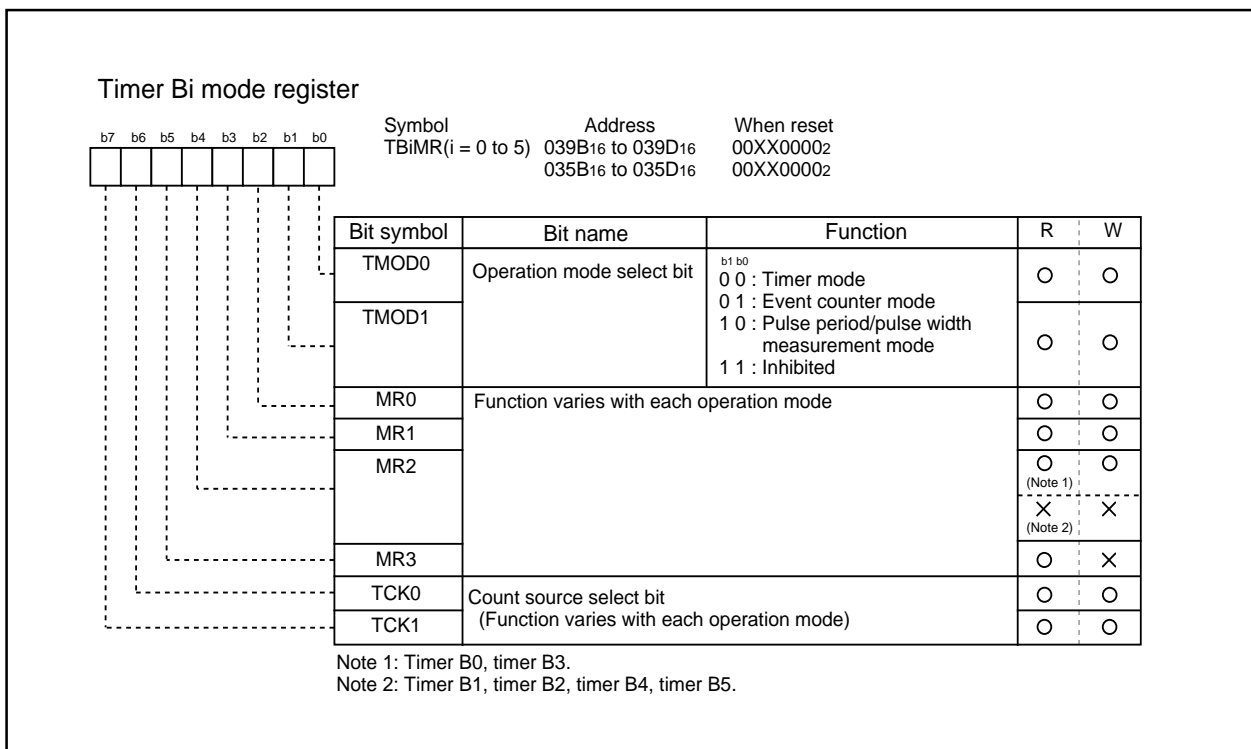 Timer Bi mode register
Symbol Address When reset
b7 b6 b5 b4 b3 b2 b1 b0
TBiMR(i = 0 to 5) 039B16 to 039D16 00XX00002
035B16 to 035D16 00XX00002
Bit symbol Bit name Function R W
TMOD0 Operation mode select bit b1 b0
0 0 : Timer mode
0 1 : Event counter mode
TMOD1 1 0 : Pulse period/pulse width
measurement mode
1 1 : Inhibited
MR0 Function varies with each operation mode
MR1
MR2
(Note 1)
(Note 2)
MR3
TCK0 Count source select bit
TCK1 (Function varies with each operation mode)
Note 1: Timer B0, timer B3.
Note 2: Timer B1, timer B2, timer B4, timer B5.